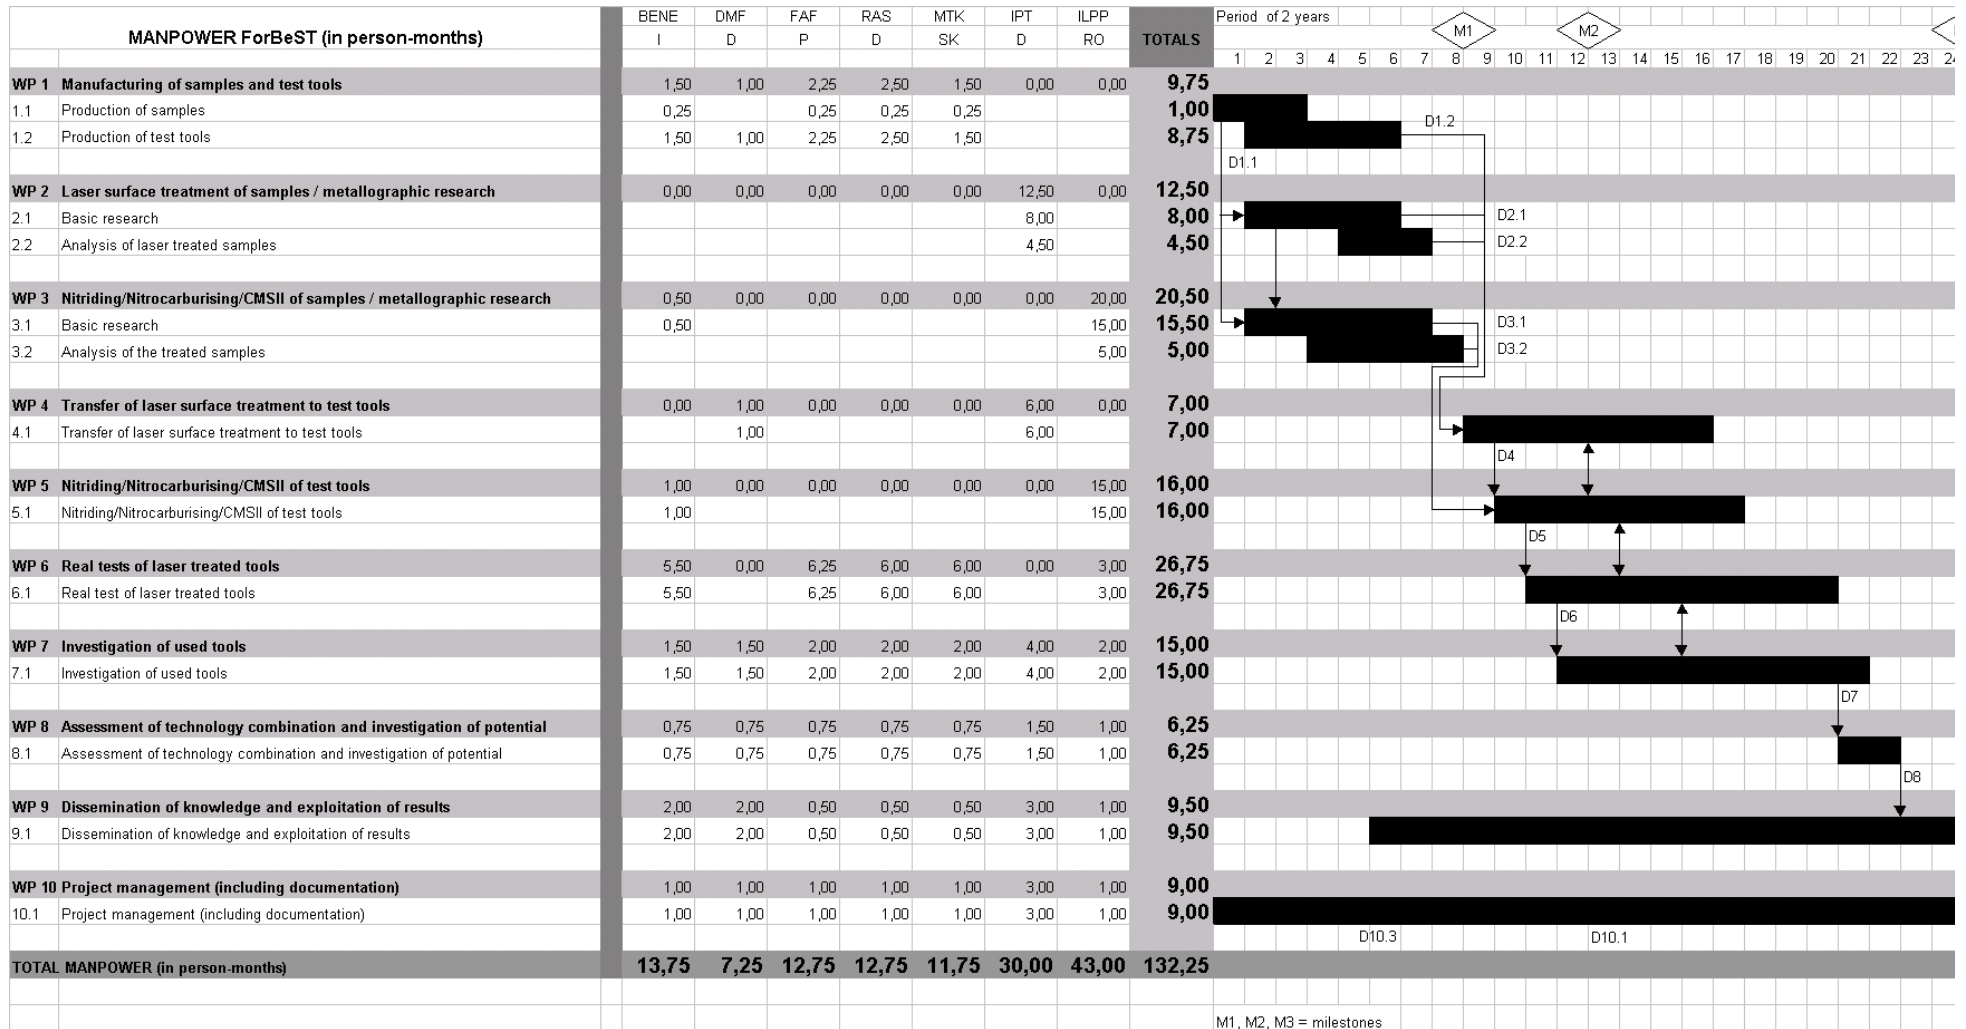 BENE DMF FAF RAS MTK IPT ILPP Period of 2 years
MANPOWER ForBeST (in person-months) I D P D SK D RO TOTALS M1 M2
1 2 3 4 5 6 7 8 9 10 11 12 13 14 15 16 17 18 19 20 21 22 23 24
WP 1 Manufacturing of samples and test tools 1,50 1,00 2,25 2,50 1,50 0,00 0,00 9,75
1.1 Production of samples 0,25 0,25 0,25 0,25 1,00
1.2 Production of test tools 1,50 1,00 2,25 2,50 1,50 8,75 D1.2
D1.1
WP 2 Laser surface treatment of samples / metallographic research 0,00 0,00 0,00 0,00 0,00 12,50 0,00 12,50
2.1 Basic research 8,00 8,00 D2.1
2.2 Analysis of laser treated samples 4,50 4,50 D2.2
WP 3 Nitriding/Nitrocarburising/CMSII of samples / metallographic research 0,50 0,00 0,00 0,00 0,00 0,00 20,00 20,50
3.1 Basic research 0,50 15,00 15,50 D3.1
3.2 Analysis of the treated samples 5,00 5,00 D3.2
WP 4 Transfer of laser surface treatment to test tools 0,00 1,00 0,00 0,00 0,00 6,00 0,00 7,00
4.1 Transfer of laser surface treatment to test tools 1,00 6,00 7,00
D4
WP 5 Nitriding/Nitrocarburising/CMSII of test tools 1,00 0,00 0,00 0,00 0,00 0,00 15,00 16,00
5.1 Nitriding/Nitrocarburising/CMSII of test tools 1,00 15,00 16,00
D5
WP 6 Real tests of laser treated tools 5,50 0,00 6,25 6,00 6,00 0,00 3,00 26,75
6.1 Real test of laser treated tools 5,50 6,25 6,00 6,00 3,00 26,75
D6
WP 7 Investigation of used tools 1,50 1,50 2,00 2,00 2,00 4,00 2,00 15,00
7.1 Investigation of used tools 1,50 1,50 2,00 2,00 2,00 4,00 2,00 15,00
D7
WP 8 Assessment of technology combination and investigation of potential 0,75 0,75 0,75 0,75 0,75 1,50 1,00 6,25
8.1 Assessment of technology combination and investigation of potential 0,75 0,75 0,75 0,75 0,75 1,50 1,00 6,25
D8
WP 9 Dissemination of knowledge and exploitation of results 2,00 2,00 0,50 0,50 0,50 3,00 1,00 9,50
9.1 Dissemination of knowledge and exploitation of results 2,00 2,00 0,50 0,50 0,50 3,00 1,00 9,50
WP 10 Project management (including documentation) 1,00 1,00 1,00 1,00 1,00 3,00 1,00 9,00
10.1 Project management (including documentation) 1,00 1,00 1,00 1,00 1,00 3,00 1,00 9,00
D10.3 D10.1
TOTAL MANPOWER (in person-months) 13,75 7,25 12,75 12,75 11,75 30,00 43,00 132,25
M1, M2, M3 = milestones